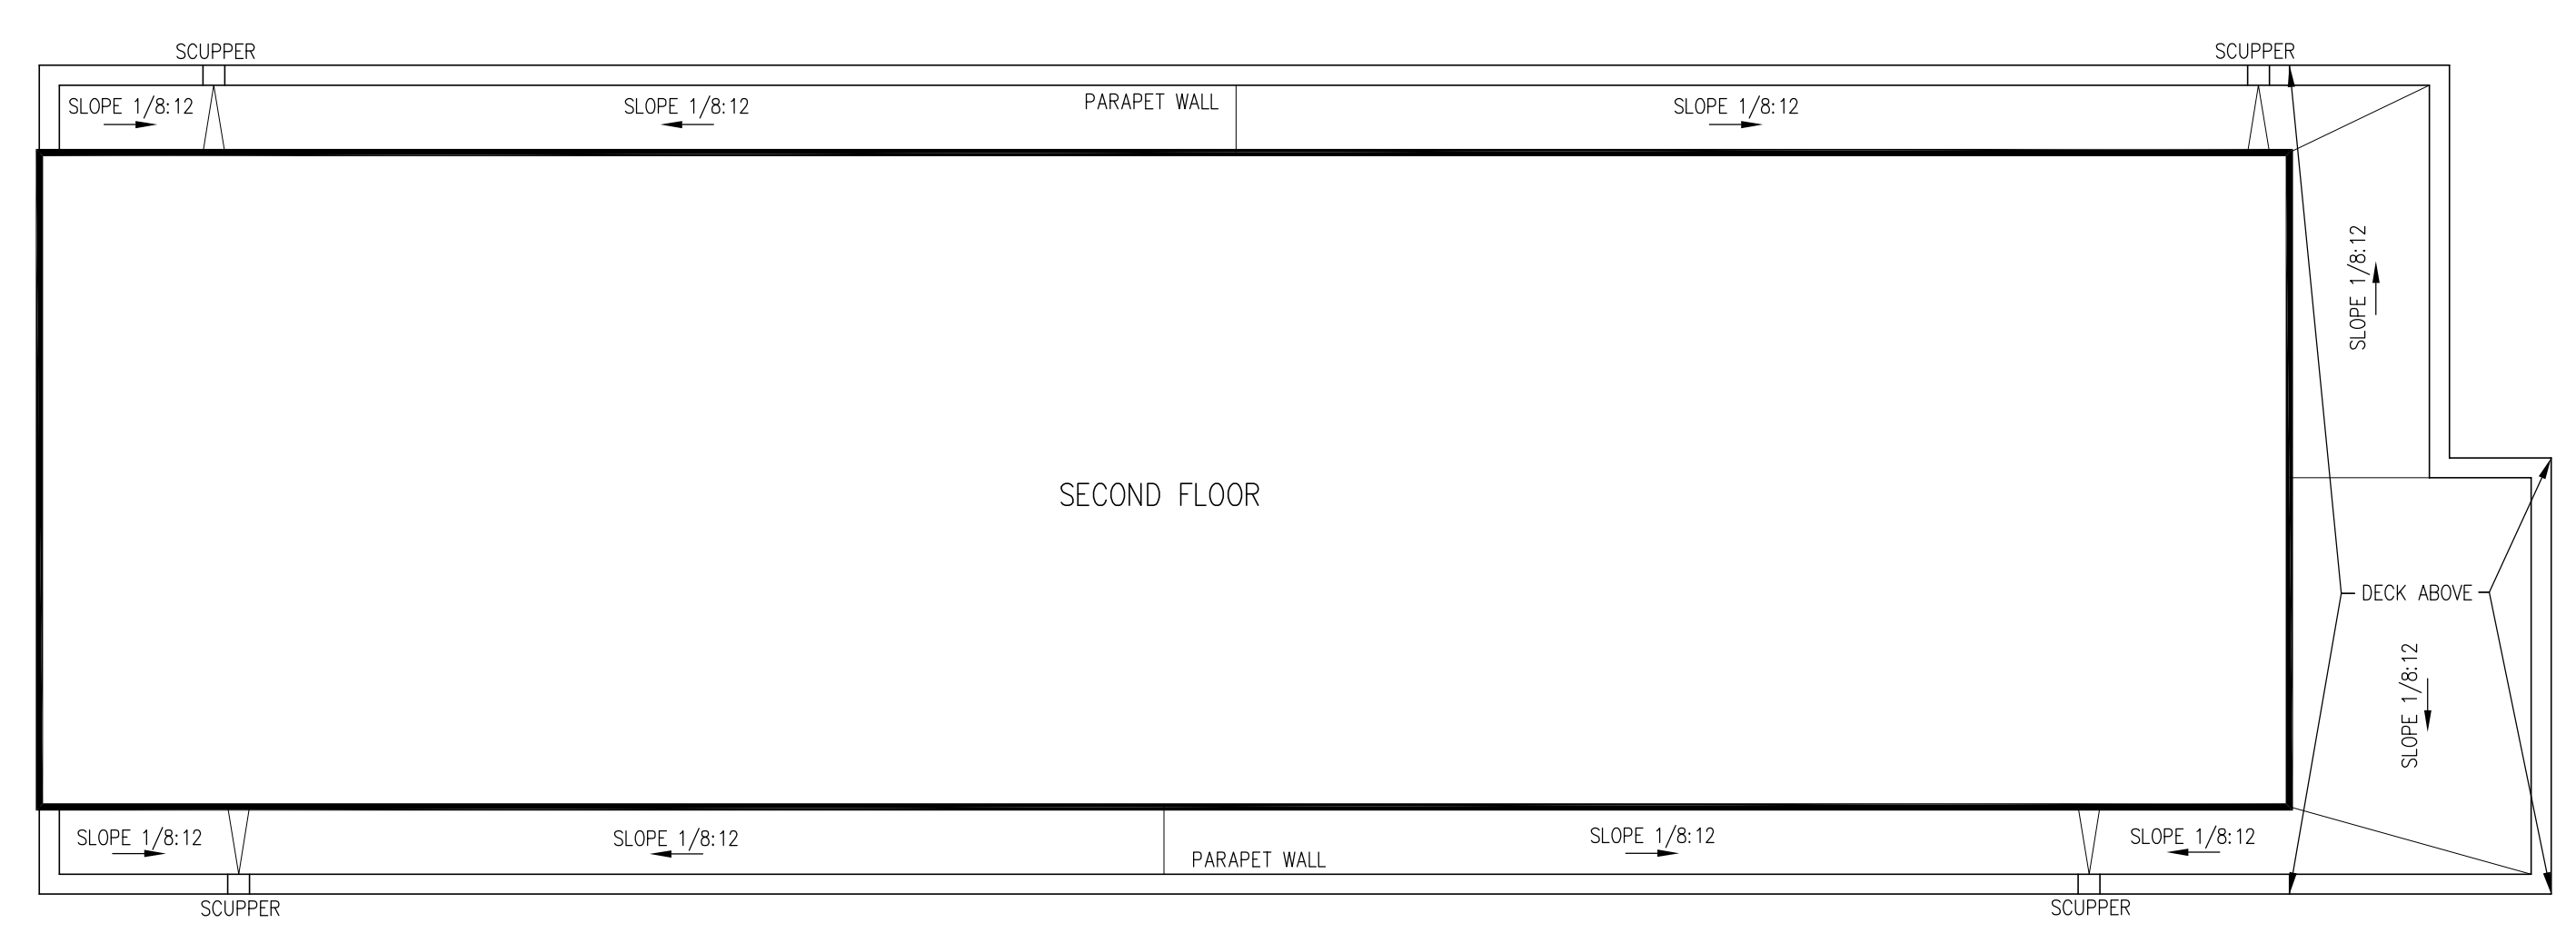 SCUPPER
SCUPPER
SLOPE 1/8:12
SLOPE 1/8:12
PARAPET WALL
SLOPE 1/8:12
SLOPE 1/8:12
SECOND FLOOR
DECK ABOVE
SLOPE 1/8:12
SLOPE 1/8:12
SLOPE 1/8:12
SLOPE 1/8:12
SLOPE 1/8:12
PARAPET WALL
SCUPPER
SCUPPER